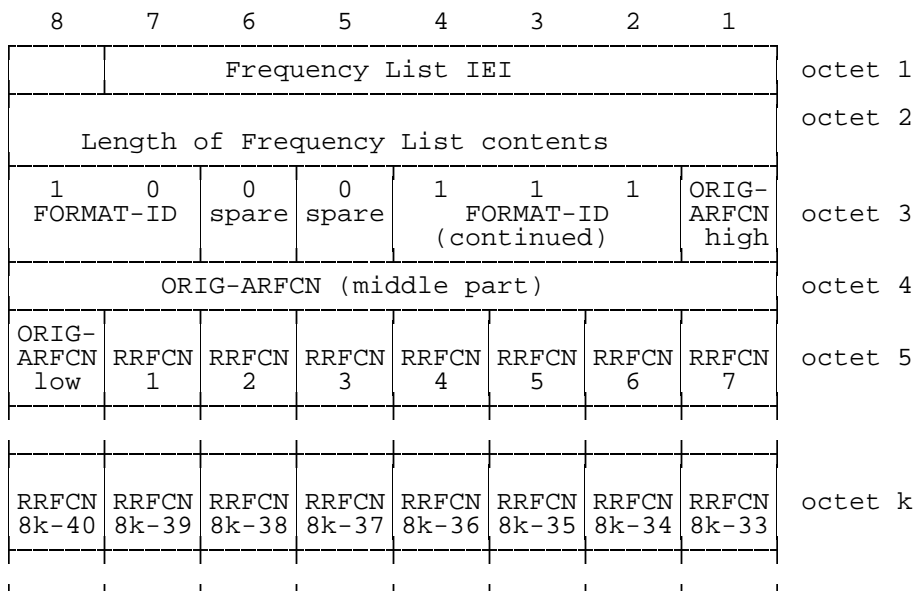 8 7 6 5 4 3 2 1
Frequency List IEI octet 1
octet 2
Length of Frequency List contents
1 0 0 0 1 1 1 ORIG-
FORMAT-ID spare spare FORMAT-ID ARFCN octet 3
(continued) high
ORIG-ARFCN (middle part) octet 4
ORIG-
ARFCN RRFCN RRFCN RRFCN RRFCN RRFCN RRFCN RRFCN octet 5
low 1 2 3 4 5 6 7
RRFCN RRFCN RRFCN RRFCN RRFCN RRFCN RRFCN RRFCN octet k
8k-40 8k-39 8k-38 8k-37 8k-36 8k-35 8k-34 8k-33